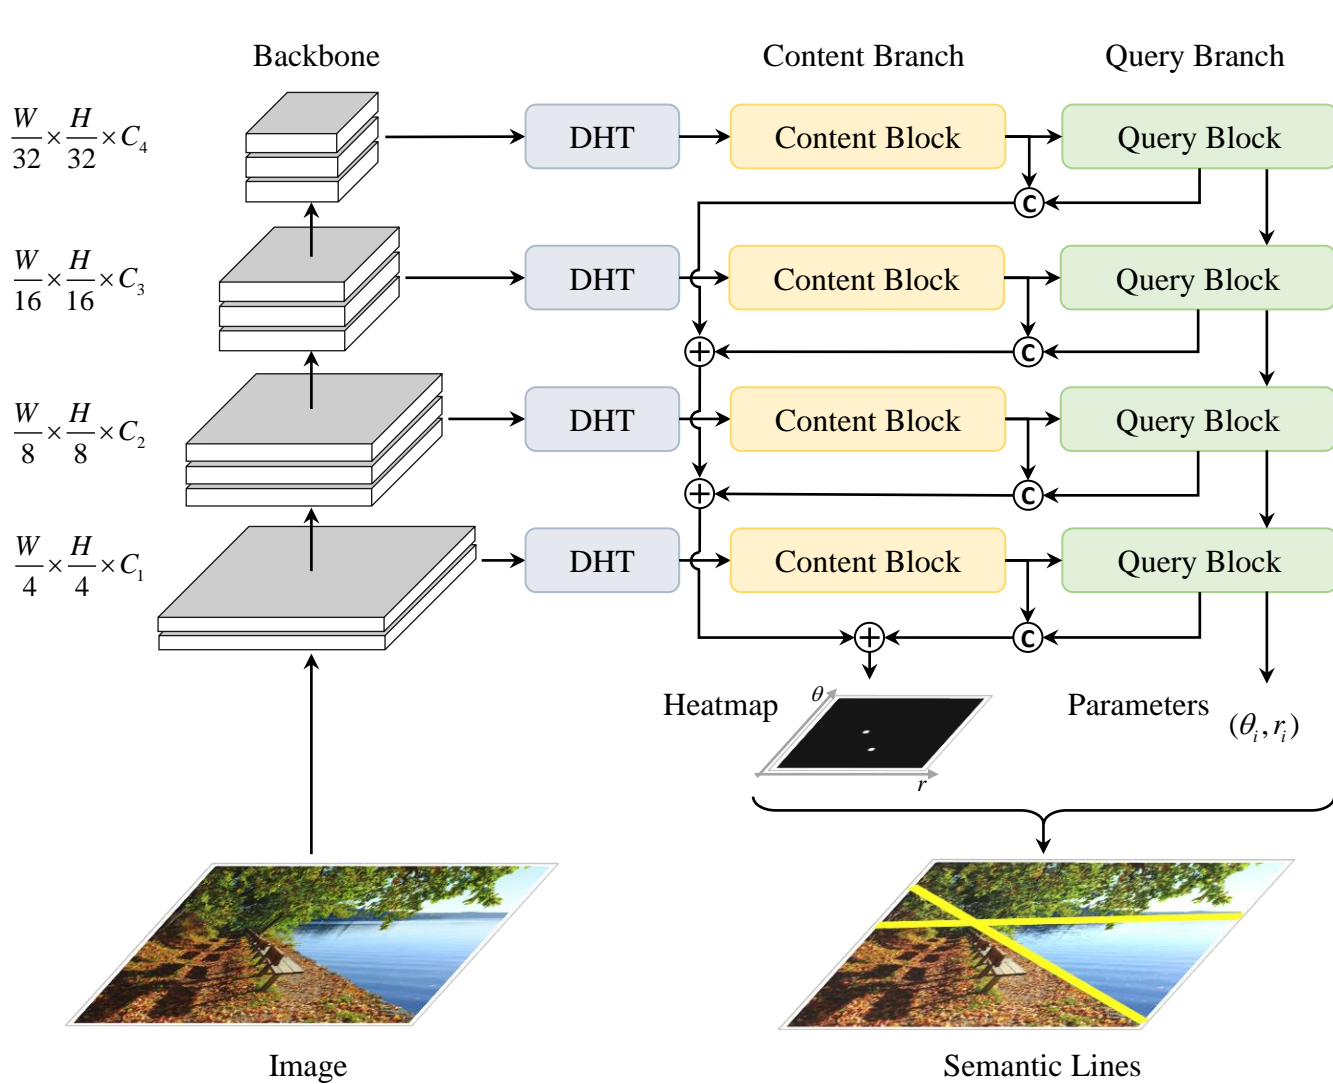 Backbone Content Branch Query Branch
W/32 × H/32 × C₄ DHT Content Block Query Block
C
W/16 × H/16 × C₃ DHT Content Block Query Block
+ C
W/8 × H/8 × C₂ DHT Content Block Query Block
+ C
W/4 × H/4 × C₁ DHT Content Block Query Block
+ C
Heatmap θ r Parameters (θᵢ, rᵢ)
Image Semantic Lines